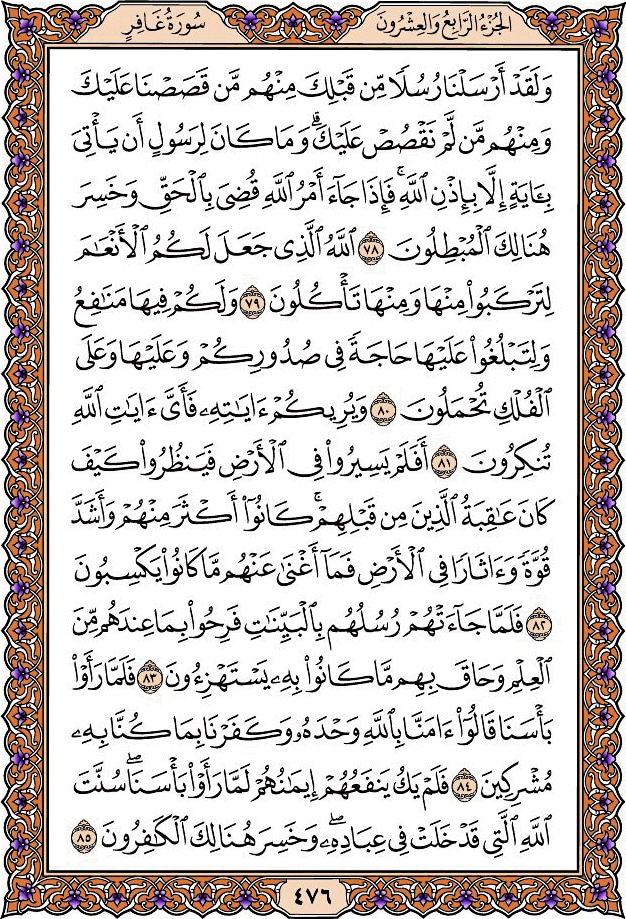 الجُزْءُ الرَّابِعُ وَالعِشْرُونَ
سُورَةُ غَافِرٍ
وَلَقَدْ أَرْسَلْنَا رُسُلًا مِّن قَبْلِكَ مِنْهُم مَّن قَصَصْنَا عَلَيْكَ
وَمِنْهُم مَّن لَّمْ نَقْصُصْ عَلَيْكَ ۗ وَمَا كَانَ لِرَسُولٍ أَن يَأْتِىَ
بِـَٔايَةٍ إِلَّا بِإِذْنِ ٱللَّهِ ۚ فَإِذَا جَآءَ أَمْرُ ٱللَّهِ قُضِىَ بِٱلْحَقِّ وَخَسِرَ
هُنَالِكَ ٱلْمُبْطِلُونَ ٧٨ ٱللَّهُ ٱلَّذِى جَعَلَ لَكُمُ ٱلْأَنْعَٰمَ
لِتَرْكَبُوا۟ مِنْهَا وَمِنْهَا تَأْكُلُونَ ٧٩ وَلَكُمْ فِيهَا مَنَٰفِعُ
وَلِتَبْلُغُوا۟ عَلَيْهَا حَاجَةً فِى صُدُورِكُمْ وَعَلَيْهَا وَعَلَى
ٱلْفُلْكِ تُحْمَلُونَ ٨٠ وَيُرِيكُمْ ءَايَٰتِهِۦ فَأَىَّ ءَايَٰتِ ٱللَّهِ
تُنكِرُونَ ٨١ أَفَلَمْ يَسِيرُوا۟ فِى ٱلْأَرْضِ فَيَنظُرُوا۟ كَيْفَ
كَانَ عَٰقِبَةُ ٱلَّذِينَ مِن قَبْلِهِمْ ۚ كَانُوٓا۟ أَكْثَرَ مِنْهُمْ وَأَشَدَّ
قُوَّةً وَءَاثَارًا فِى ٱلْأَرْضِ فَمَآ أَغْنَىٰ عَنْهُم مَّا كَانُوا۟ يَكْسِبُونَ
٨٢ فَلَمَّا جَآءَتْهُمْ رُسُلُهُم بِٱلْبَيِّنَٰتِ فَرِحُوا۟ بِمَا عِندَهُم مِّنَ
ٱلْعِلْمِ وَحَاقَ بِهِم مَّا كَانُوا۟ بِهِۦ يَسْتَهْزِءُونَ ٨٣ فَلَمَّا رَأَوْا۟
بَأْسَنَا قَالُوٓا۟ ءَامَنَّا بِٱللَّهِ وَحْدَهُۥ وَكَفَرْنَا بِمَا كُنَّا بِهِۦ
مُشْرِكِينَ ٨٤ فَلَمْ يَكُ يَنفَعُهُمْ إِيمَٰنُهُمْ لَمَّا رَأَوْا۟ بَأْسَنَا ۖ سُنَّتَ
ٱللَّهِ ٱلَّتِى قَدْ خَلَتْ فِى عِبَادِهِۦ ۖ وَخَسِرَ هُنَالِكَ ٱلْكَٰفِرُونَ ٨٥
٤٧٦